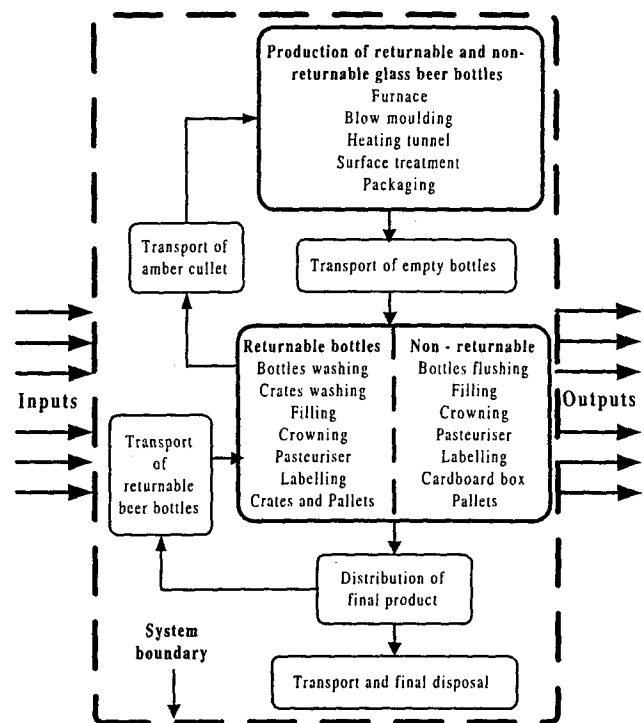 Production of returnable and non-
returnable glass beer bottles
Furnace
Blow moulding
Heating tunnel
Surface treatment
Packaging
Transport of
amber cullet
Transport of empty bottles
Returnable bottles
Bottles washing
Crates washing
Filling
Crowning
Pasteuriser
Labelling
Crates and Pallets
Non - returnable
Bottles flushing
Filling
Crowning
Pasteuriser
Labelling
Cardboard box
Pallets
Inputs
Outputs
Transport
of
returnable
beer bottles
Distribution of
final product
System
boundary
Transport and final disposal